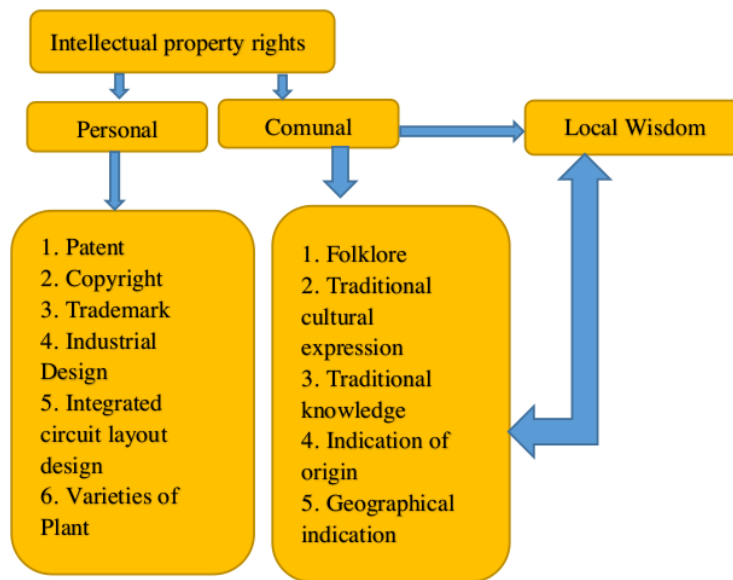 Intellectual property rights
Personal
Comunal
Local Wisdom
1. Patent
2. Copyright
3. Trademark
4. Industrial
Design
5. Integrated
circuit layout
design
6. Varieties of
Plant
1. Folklore
2. Traditional
cultural
expression
3. Traditional
knowledge
4. Indication of
origin
5. Geographical
indication